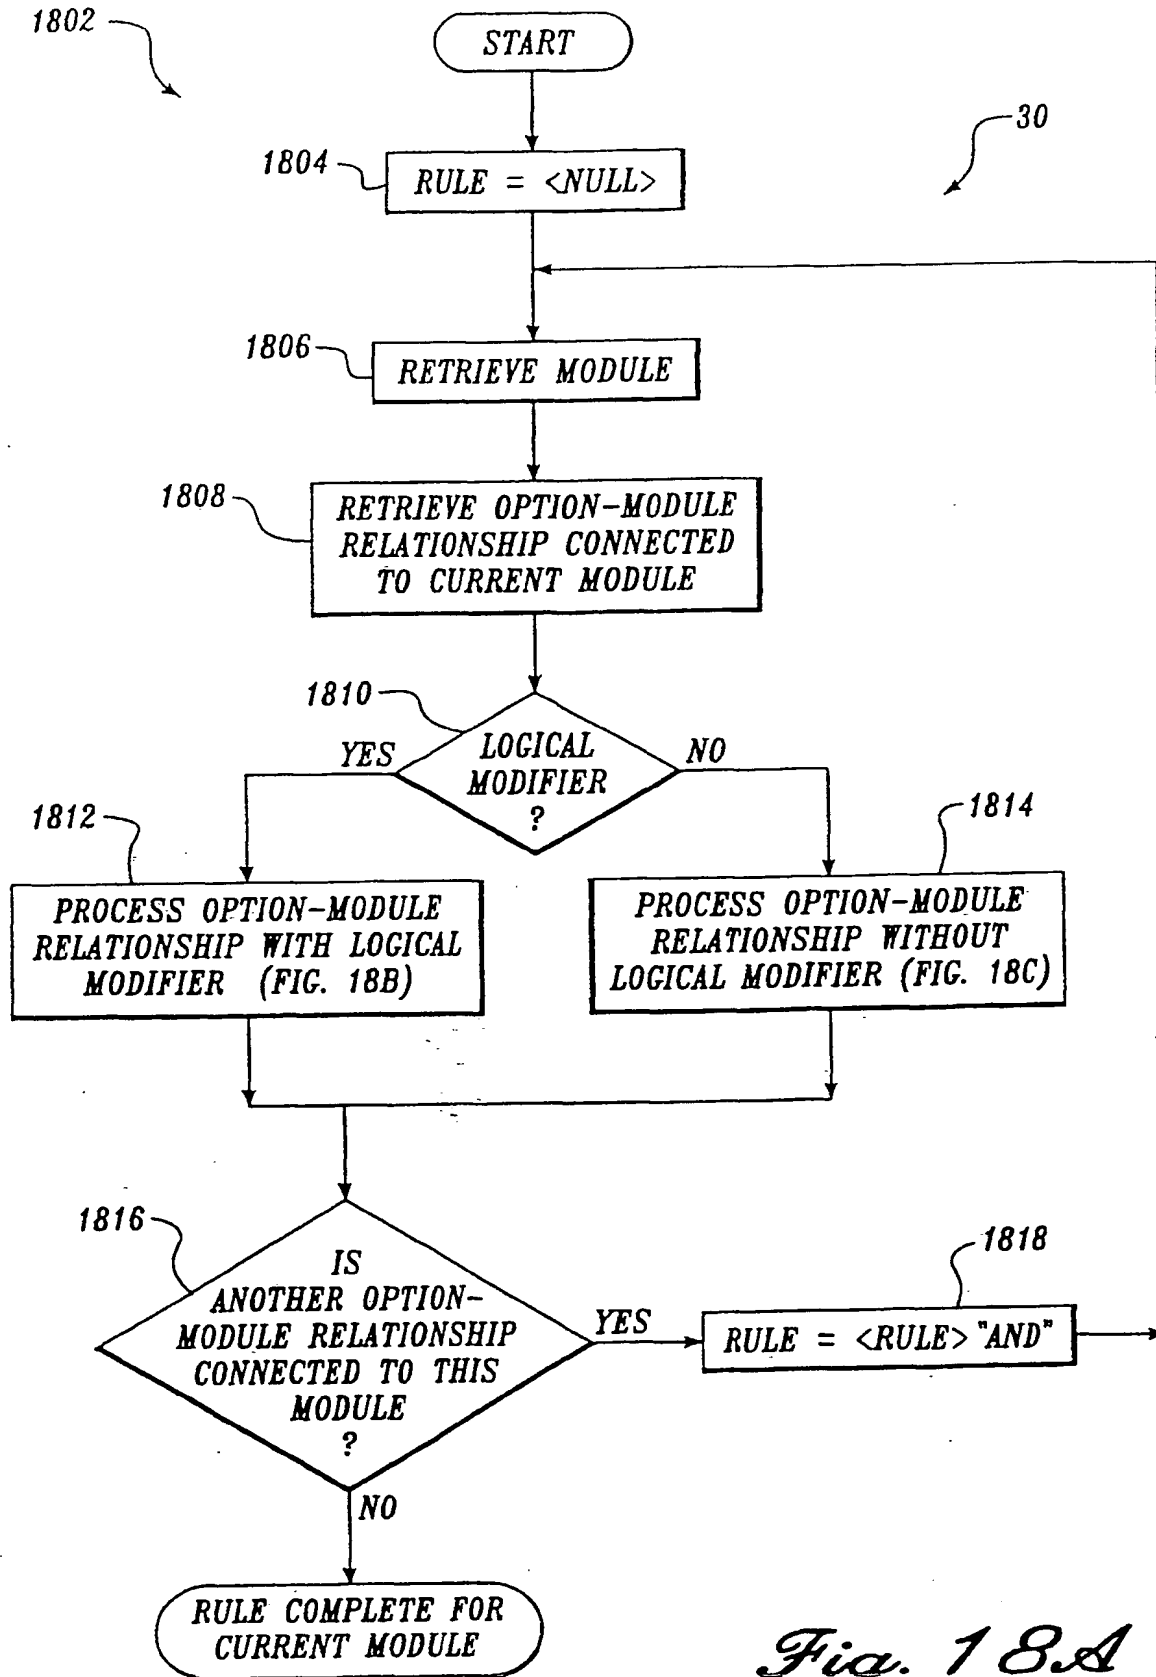 1802
START
30
1804
RULE = <NULL>
1806
RETRIEVE MODULE
1808
RETRIEVE OPTION-MODULE
RELATIONSHIP CONNECTED
TO CURRENT MODULE
1810
YES
LOGICAL
MODIFIER
?
NO
1812
1814
PROCESS OPTION-MODULE
RELATIONSHIP WITH LOGICAL
MODIFIER (FIG. 18B)
PROCESS OPTION-MODULE
RELATIONSHIP WITHOUT
LOGICAL MODIFIER (FIG. 18C)
1816
IS
ANOTHER OPTION-
MODULE RELATIONSHIP
CONNECTED TO THIS
MODULE
?
YES
1818
RULE = <RULE> "AND"
NO
RULE COMPLETE FOR
CURRENT MODULE
Fig. 18A